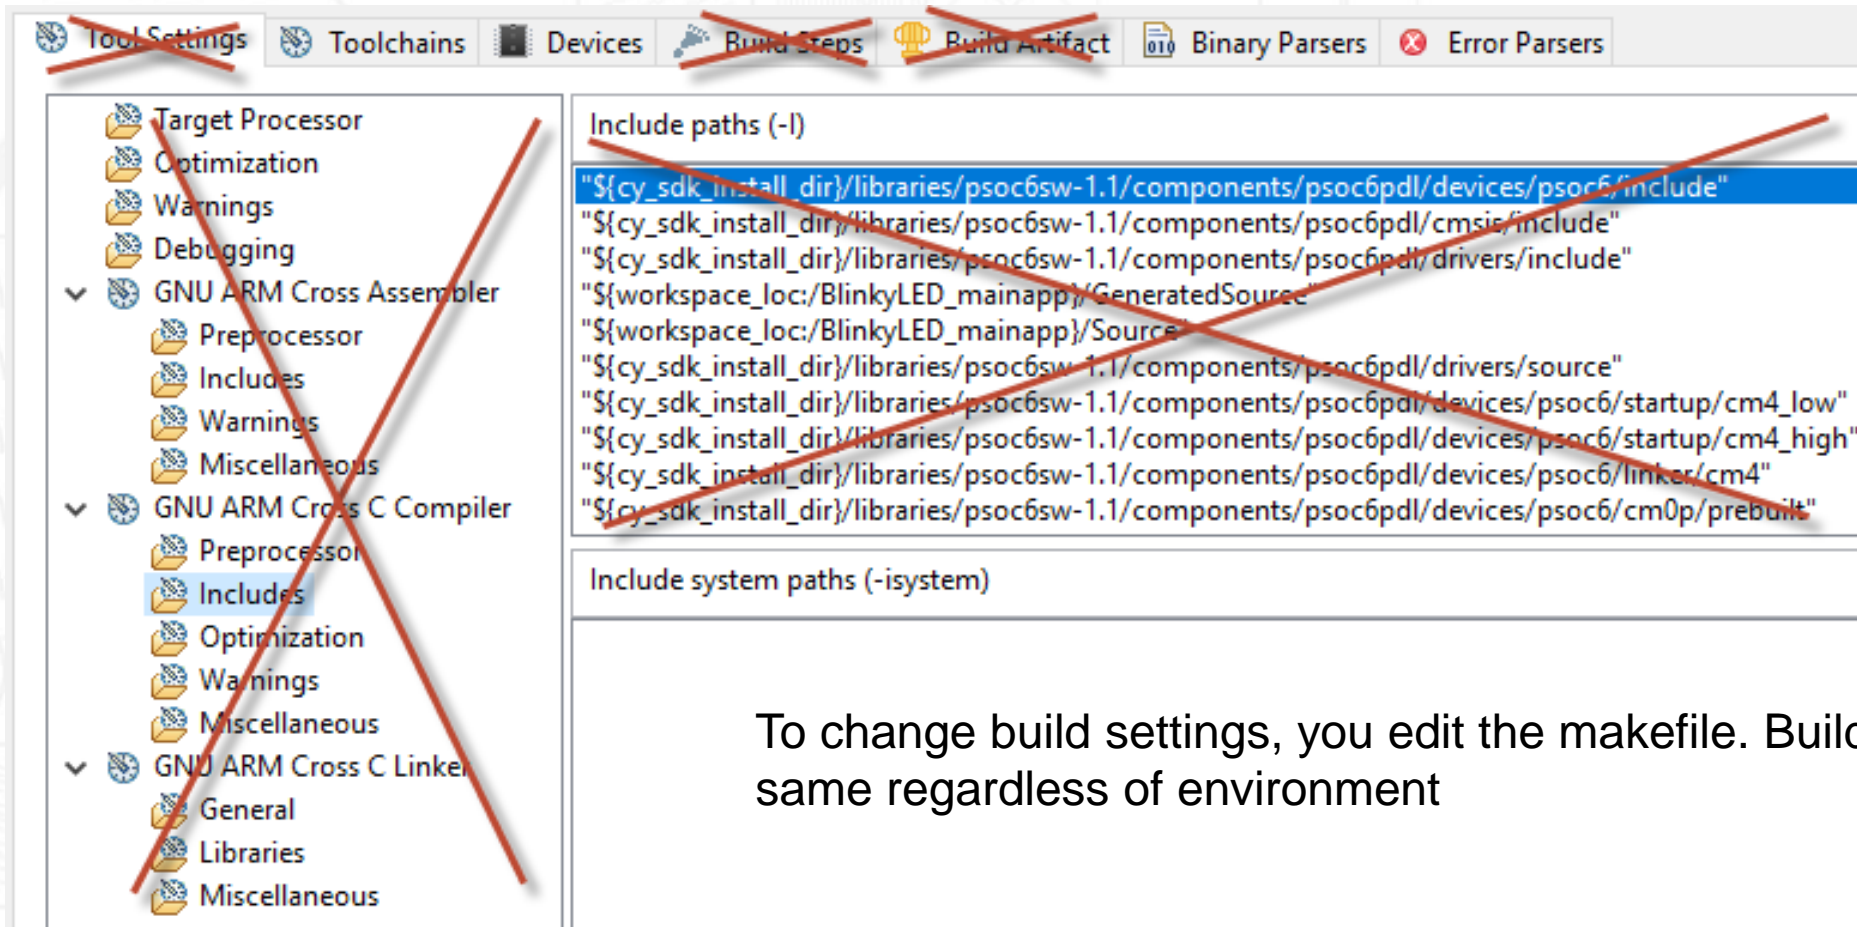 Tool Settings Toolchains Devices Build Steps Build Artifact Binary Parsers Error Parsers
Target Processor
Optimization
Warnings
Debugging
GNU ARM Cross Assembler
Preprocessor
Includes
Warnings
Miscellaneous
GNU ARM Cross C Compiler
Preprocessor
Includes
Optimization
Warnings
Miscellaneous
GNU ARM Cross C Linker
General
Libraries
Miscellaneous
Include paths (-I)
"${cy_sdk_install_dir}/libraries/psoc6sw-1.1/components/psoc6pdl/devices/psoc6/include"
"${cy_sdk_install_dir}/libraries/psoc6sw-1.1/components/psoc6pdl/cmsis/include"
"${cy_sdk_install_dir}/libraries/psoc6sw-1.1/components/psoc6pdl/drivers/include"
"${workspace_loc:/BlinkyLED_mainapp}/GeneratedSource"
"${workspace_loc:/BlinkyLED_mainapp}/Source"
"${cy_sdk_install_dir}/libraries/psoc6sw-1.1/components/psoc6pdl/drivers/source"
"${cy_sdk_install_dir}/libraries/psoc6sw-1.1/components/psoc6pdl/devices/psoc6/startup/cm4_low"
"${cy_sdk_install_dir}/libraries/psoc6sw-1.1/components/psoc6pdl/devices/psoc6/startup/cm4_high"
"${cy_sdk_install_dir}/libraries/psoc6sw-1.1/components/psoc6pdl/devices/psoc6/linker/cm4"
"${cy_sdk_install_dir}/libraries/psoc6sw-1.1/components/psoc6pdl/devices/psoc6/cm0p/prebuilt"
Include system paths (-isystem)
To change build settings, you edit the makefile. Build
same regardless of environment